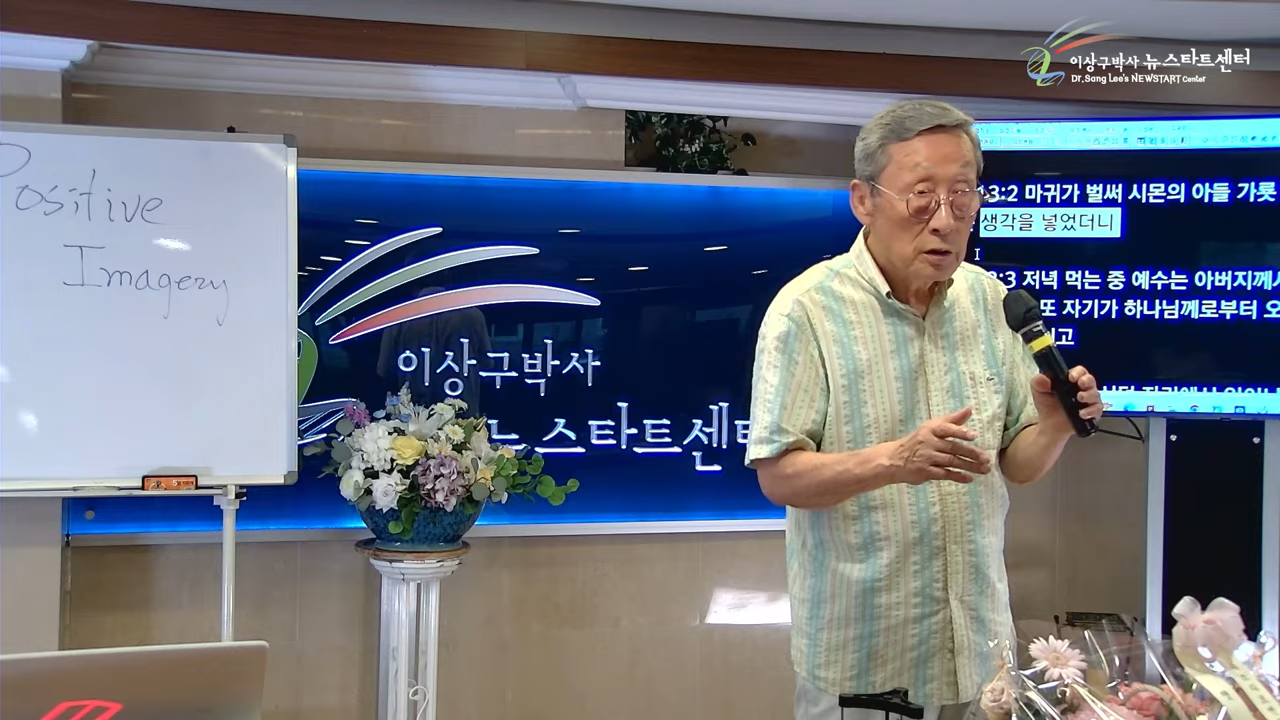 이상구박사 뉴스타트센터
Dr. Sang Lee's NEWSTART Center
Positive
Imagery
이상구박사
뉴스타트센터
13:2 마귀가 벌써 시몬의 아들 가룟
생각을 넣었더니
3:3 저녁 먹는 중 예수는 아버지께서
또 자기가 하나님께로부터 오